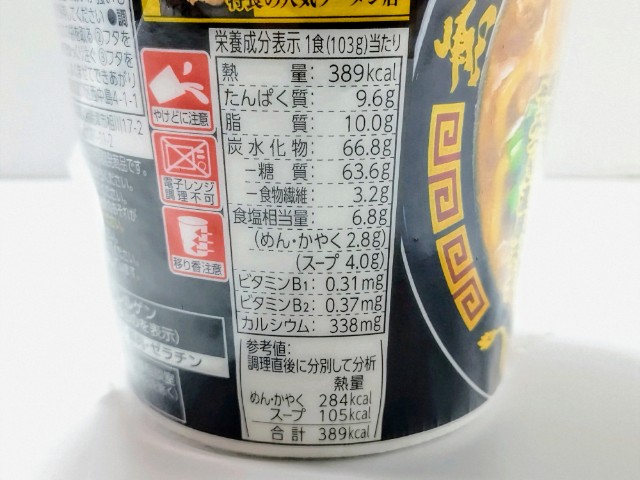 栄養成分表示 1食(103g)当たり
熱量: 389kcal
たんぱく質: 9.6g
脂質: 10.0g
炭水化物: 66.8g
−糖質: 63.6g
−食物繊維: 3.2g
食塩相当量: 6.8g
(めん・かやく 2.8g)
(スープ 4.0g)
ビタミンB1: 0.31mg
ビタミンB2: 0.37mg
カルシウム: 338mg
参考値:
調理直後に分別して分析
熱量
めん・かやく 284kcal
スープ 105kcal
合計 389kcal
やけどに注意
電子レンジ
調理不可
移り香注意
を表示)
ゼラチン